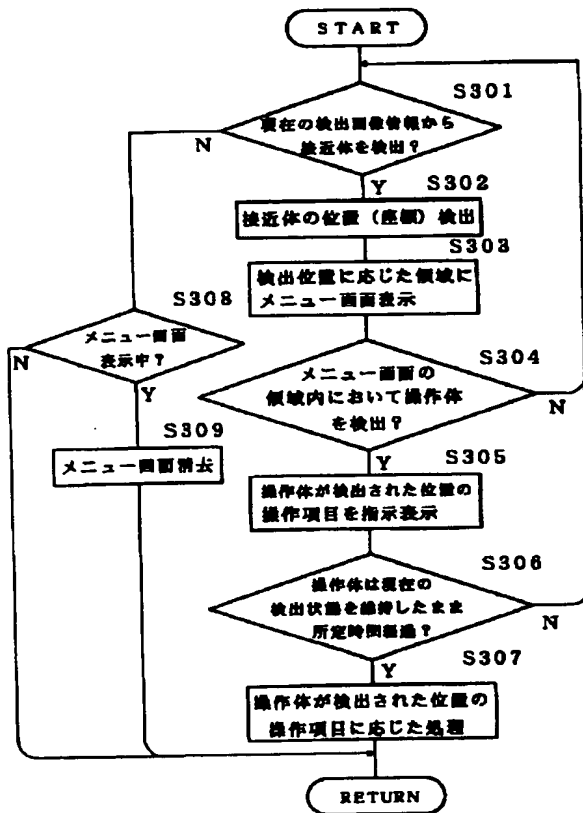 START
S301
現在の検出画像情報から
接近体を検出?
N
Y
S302
接近体の位置(座標)検出
S303
検出位置に応じた領域に
メニュー画面表示
S308
メニュー画面
表示中?
N
Y
S304
メニュー画面の
領域内において操作体
を検出?
N
Y
S309
メニュー画面消去
S305
操作体が検出された位置の
操作項目を指示表示
S306
操作体は現在の
検出状態を維持したまま
所定時間経過?
N
Y
S307
操作体が検出された位置の
操作項目に応じた処理
RETURN